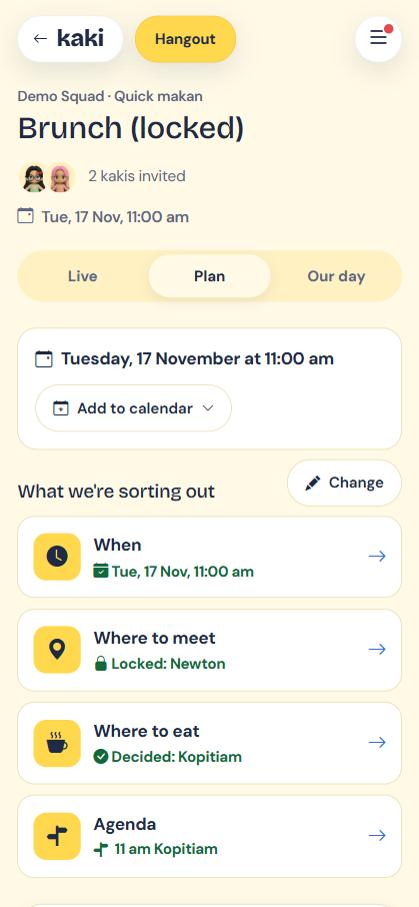 ← kaki
Hangout
Demo Squad · Quick makan
Brunch (locked)
2 kakis invited
Tue, 17 Nov, 11:00 am
Live
Plan
Our day
Tuesday, 17 November at 11:00 am
Add to calendar
What we're sorting out
Change
When
Tue, 17 Nov, 11:00 am
Where to meet
Locked: Newton
Where to eat
Decided: Kopitiam
Agenda
11 am Kopitiam